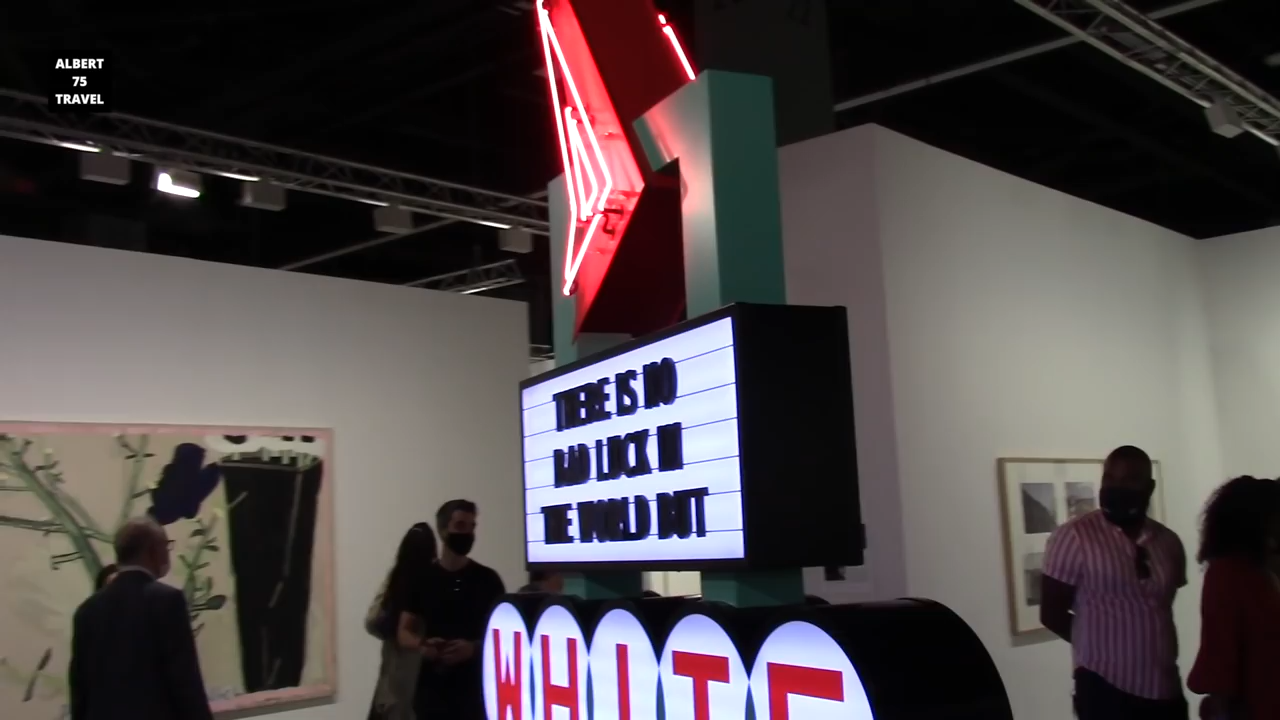 ALBERT
75
TRAVEL
THERE IS NO
BAD LUCK IN
THE WORLD BUT
WHITE